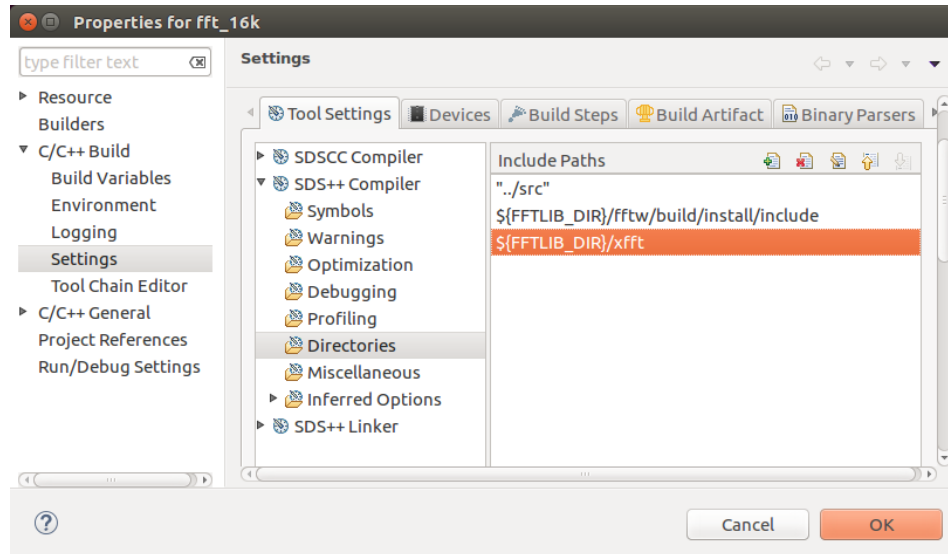 Properties for fft_16k
type filter text
Resource
Builders
C/C++ Build
Build Variables
Environment
Logging
Settings
Tool Chain Editor
C/C++ General
Project References
Run/Debug Settings
Settings
Tool Settings
Devices
Build Steps
Build Artifact
Binary Parsers
SDSCC Compiler
SDS++ Compiler
Symbols
Warnings
Optimization
Debugging
Profiling
Directories
Miscellaneous
Inferred Options
SDS++ Linker
Include Paths
"../src"
${FFTLIB_DIR}/fftw/build/install/include
${FFTLIB_DIR}/xfft
Cancel
OK